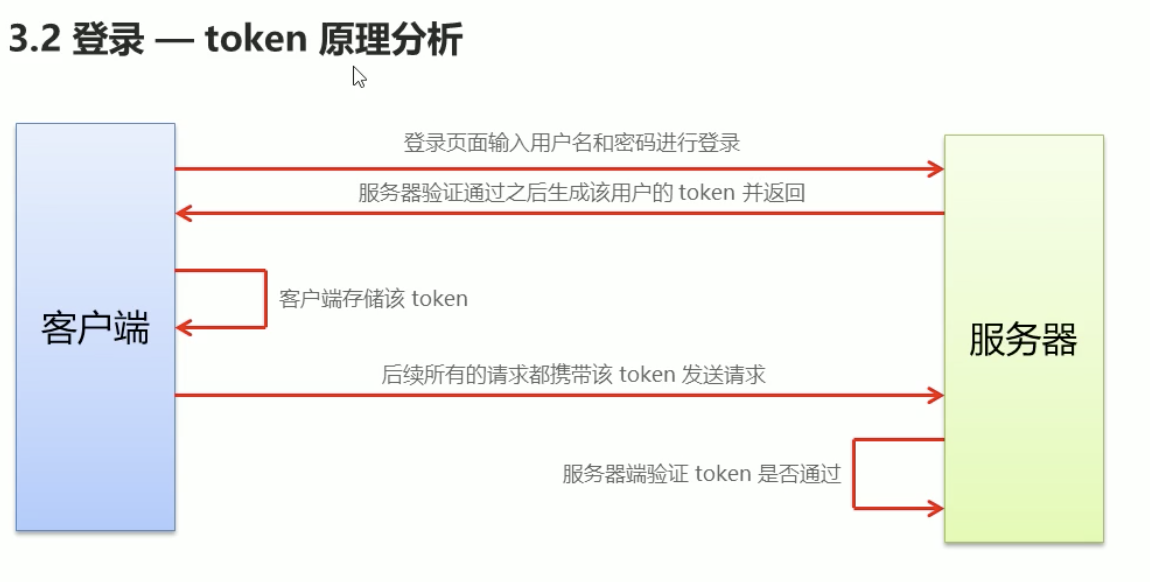 3.2 登录 — token 原理分析
登录页面输入用户名和密码进行登录
服务器验证通过之后生成该用户的 token 并返回
客户端存储该 token
客户端
服务器
后续所有的请求都携带该 token 发送请求
服务器端验证 token 是否通过